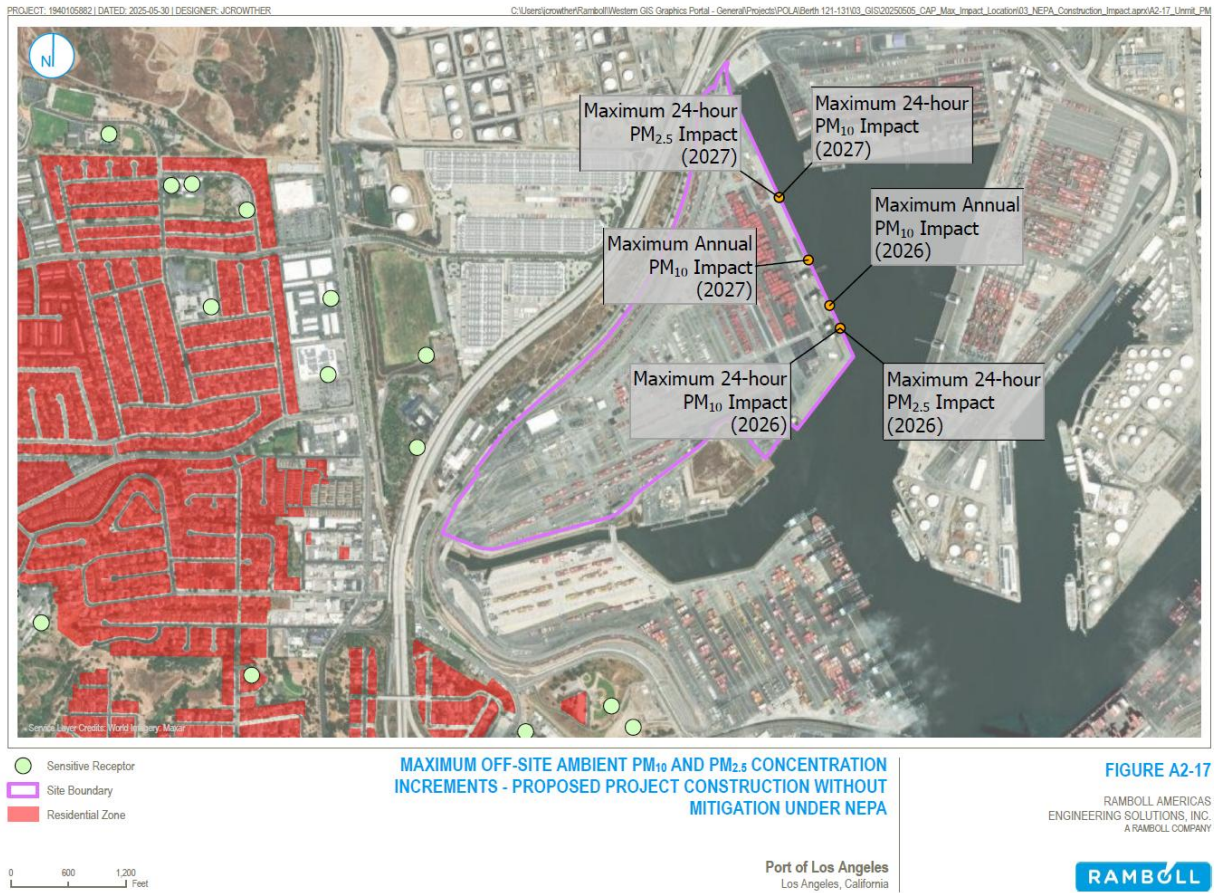 PROJECT: 1940105882 | DATED: 2025-05-30 | DESIGNER: JCROWTHER
C:\Users\jcrowther\Ramboll\Western GIS Graphics Portal - General\Projects\POLA\Berth 121-131\03_GIS\20250505_CAP_Max_Impact_Location\03_NEPA_Construction_Impact.aprx\A2-17_Unmit_PM
N
Maximum 24-hour
PM2.5 Impact
(2027)
Maximum 24-hour
PM10 Impact
(2027)
Maximum Annual
PM10 Impact
(2026)
Maximum Annual
PM10 Impact
(2027)
Maximum 24-hour
PM10 Impact
(2026)
Maximum 24-hour
PM2.5 Impact
(2026)
Service Layer Credits: World Imagery: Maxar
Sensitive Receptor
Site Boundary
Residential Zone
0 600 1,200
Feet
MAXIMUM OFF-SITE AMBIENT PM10 AND PM2.5 CONCENTRATION
INCREMENTS - PROPOSED PROJECT CONSTRUCTION WITHOUT
MITIGATION UNDER NEPA
Port of Los Angeles
Los Angeles, California
FIGURE A2-17
RAMBOLL AMERICAS
ENGINEERING SOLUTIONS, INC.
A RAMBOLL COMPANY
RAMBOLL